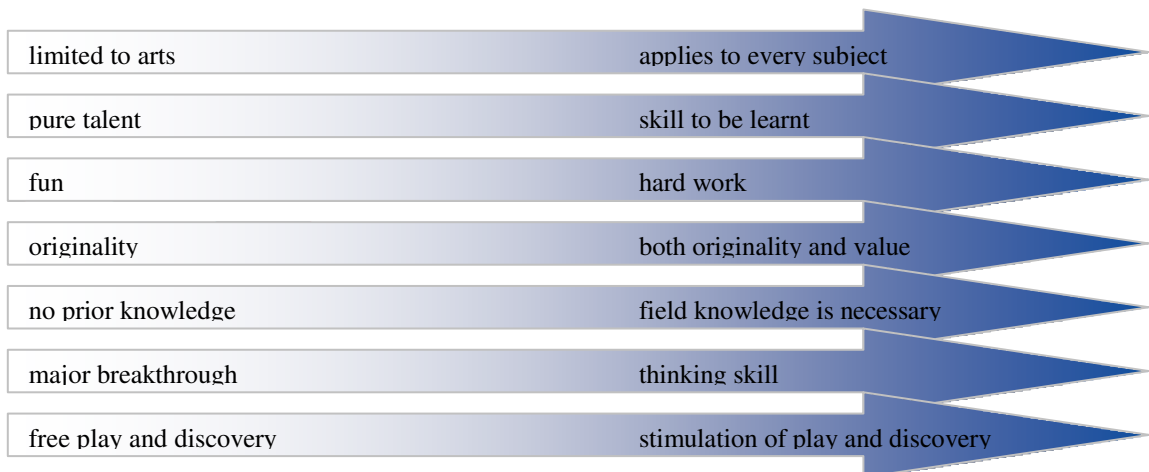 limited to arts applies to every subject
pure talent skill to be learnt
fun hard work
originality both originality and value
no prior knowledge field knowledge is necessary
major breakthrough thinking skill
free play and discovery stimulation of play and discovery